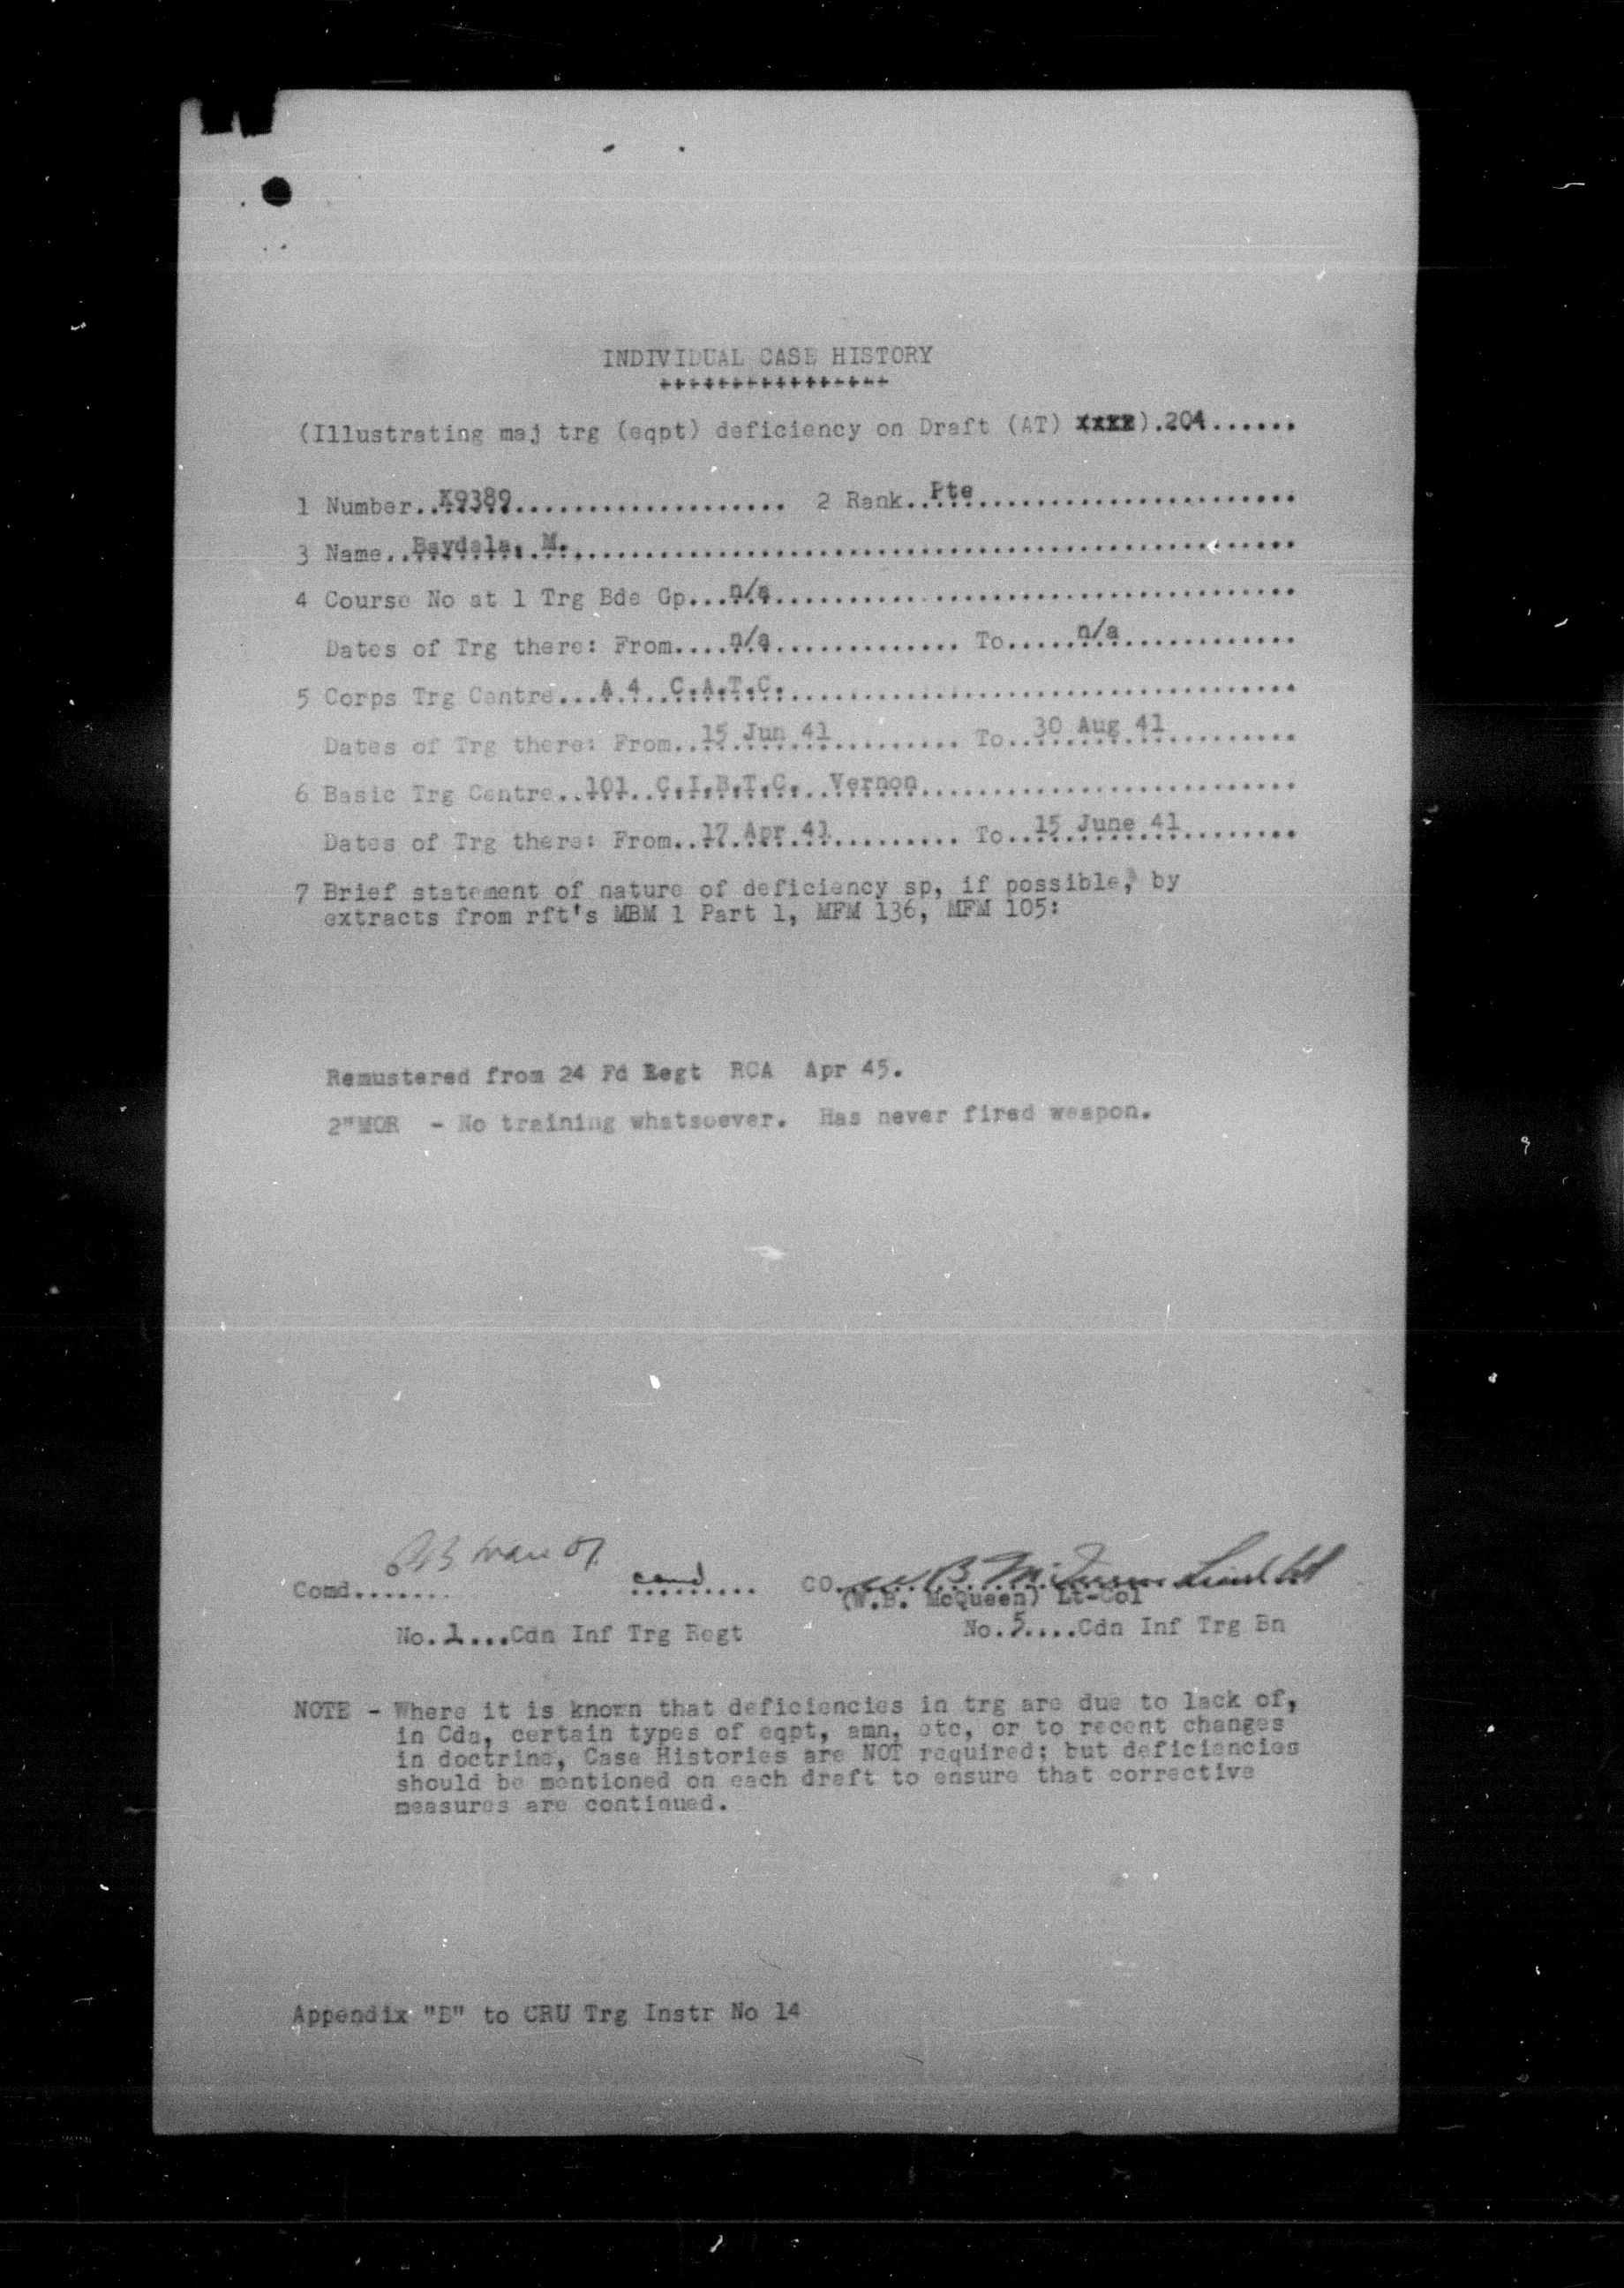 INDIVIDUAL CASE HISTORY
++++++++++++++++
(Illustrating maj trg (eqpt) deficiency on Draft (AT) (xxxx).204......
1 Number..K9389.................... 2 Rank..Pte......................
3 Name..Baydala, M...................................................
4 Course No at 1 Trg Bde Gp...n/a....................................
Dates of Trg there: From....n/a............. To.....n/a............
5 Corps Trg Centre...A 4 C.A.T.C....................................
Dates of Trg there: From..15 Jun 41......... To..30 Aug 41.........
6 Basic Trg Centre..101 C.I.B.T.C. Vernon..........................
Dates of Trg there: From..17 Apr 41......... To..15 June 41........
7 Brief statement of nature of deficiency sp, if possible, by
extracts from rft's MBM 1 Part 1, MFM 136, MFM 105:
Remustered from 24 Fd Regt RCA Apr 45.
2"MOR - No training whatsoever. Has never fired weapon.
Comd....... ......... CO................
(W.B. McQueen) Lt-Col
No.1...Cdn Inf Trg Regt No.5....Cdn Inf Trg Bn
NOTE - Where it is known that deficiencies in trg are due to lack of,
in Cda, certain types of eqpt, amn, etc, or to recent changes
in doctrine, Case Histories are NOT required; but deficiencies
should be mentioned on each draft to ensure that corrective
measures are continued.
Appendix "B" to CRU Trg Instr No 14